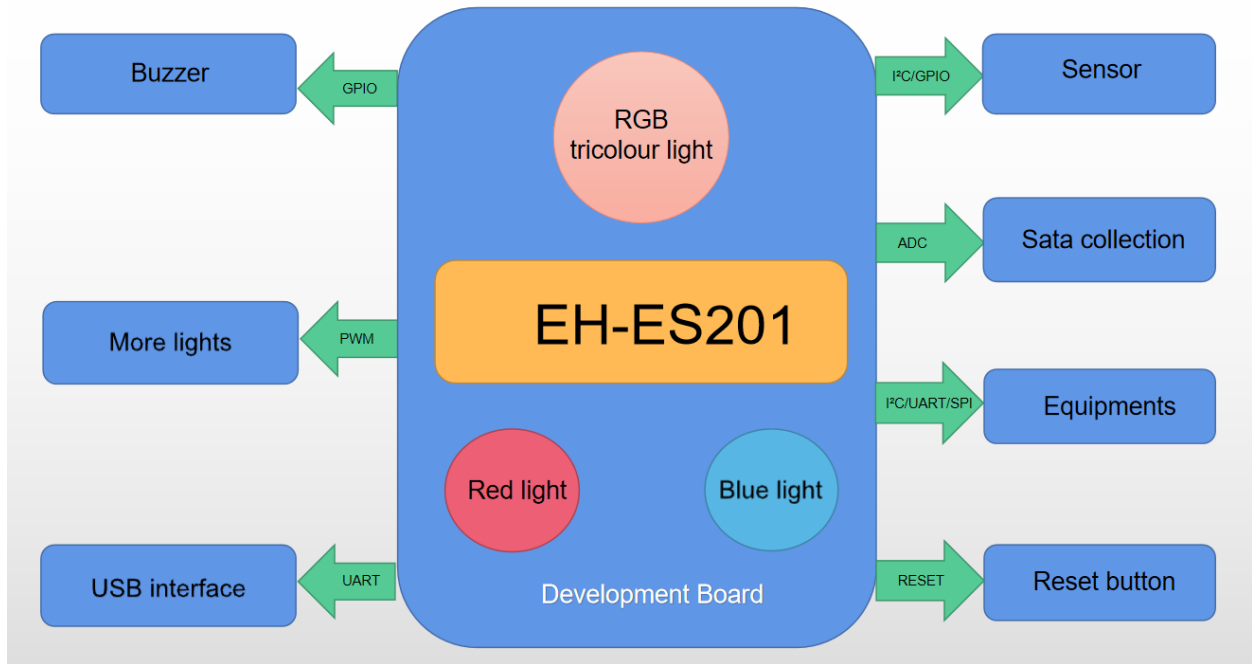 Buzzer
GPIO
More lights
PWM
USB interface
UART
RGB
tricolour light
EH-ES201
Red light
Blue light
Development Board
I²C/GPIO
Sensor
ADC
Sata collection
I²C/UART/SPI
Equipments
RESET
Reset button